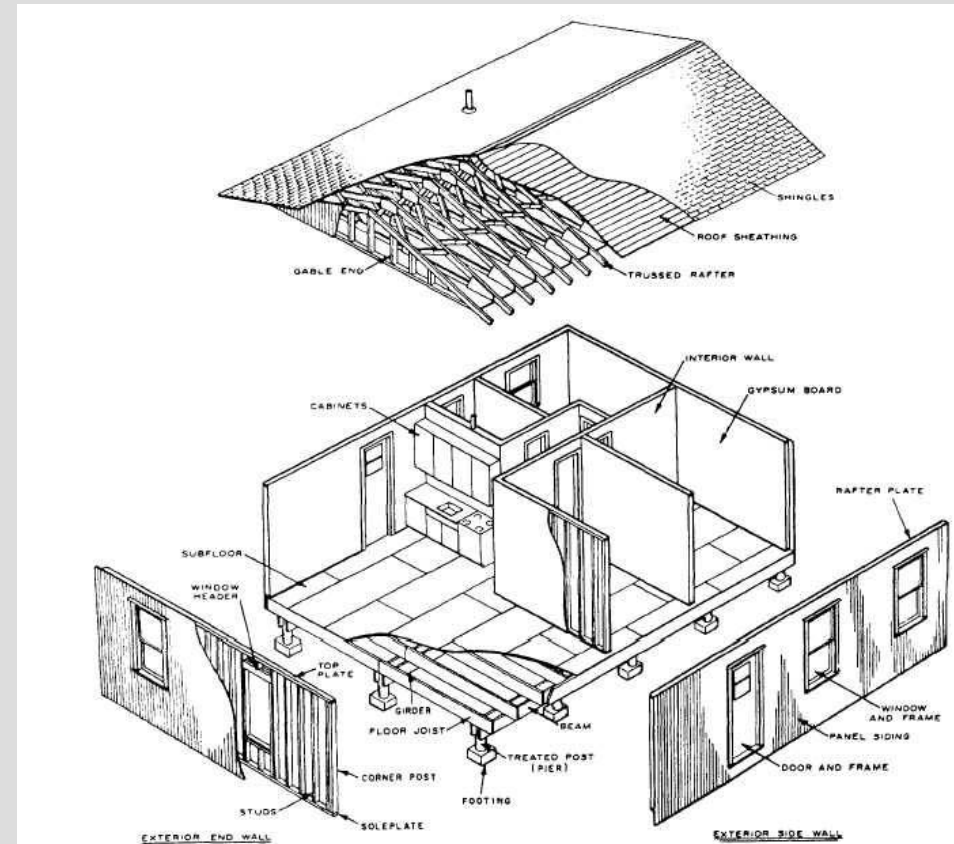 SHINGLES
ROOF SHEATHING
TRUSSED RAFTER
GABLE END
INTERIOR WALL
GYPSUM BOARD
CABINETS
RAFTER PLATE
SUBFLOOR
WINDOW
HEADER
TOP
PLATE
GIRDER
FLOOR JOIST
BEAM
TREATED POST
(PIER)
FOOTING
CORNER POST
STUDS
SOLEPLATE
EXTERIOR END WALL
WINDOW
AND FRAME
PANEL SIDING
DOOR AND FRAME
EXTERIOR SIDE WALL